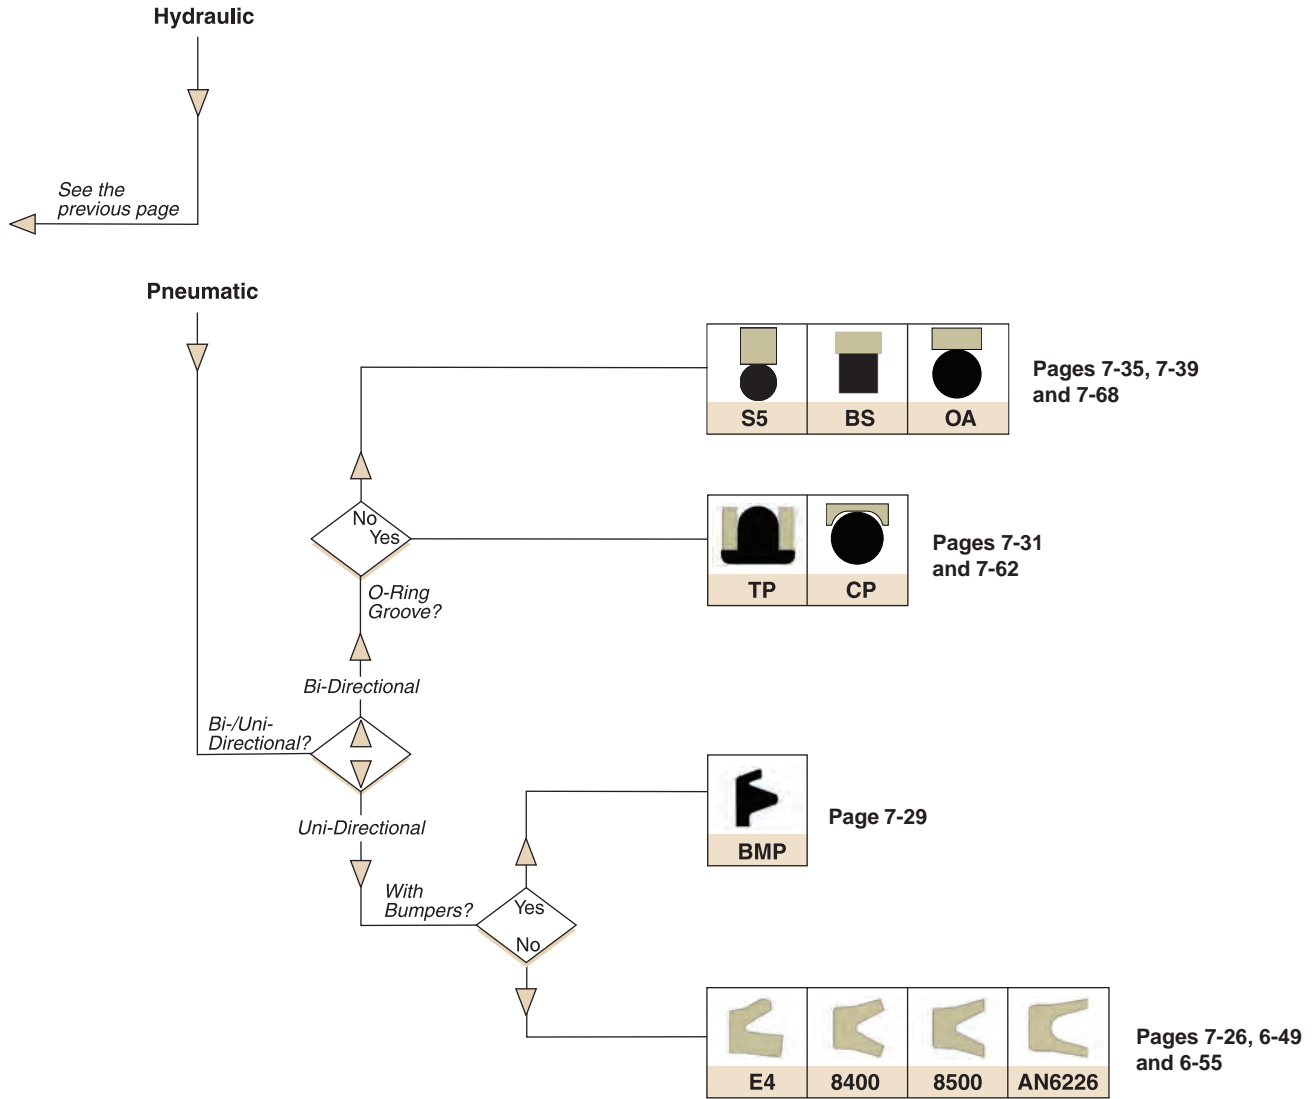 Hydraulic
See the
previous page
Pneumatic
S5
BS
OA
Pages 7-35, 7-39
and 7-68
No
Yes
TP
CP
Pages 7-31
and 7-62
O-Ring
Groove?
Bi-Directional
Bi-/Uni-
Directional?
Uni-Directional
BMP
Page 7-29
With
Bumpers?
Yes
No
E4
8400
8500
AN6226
Pages 7-26, 6-49
and 6-55